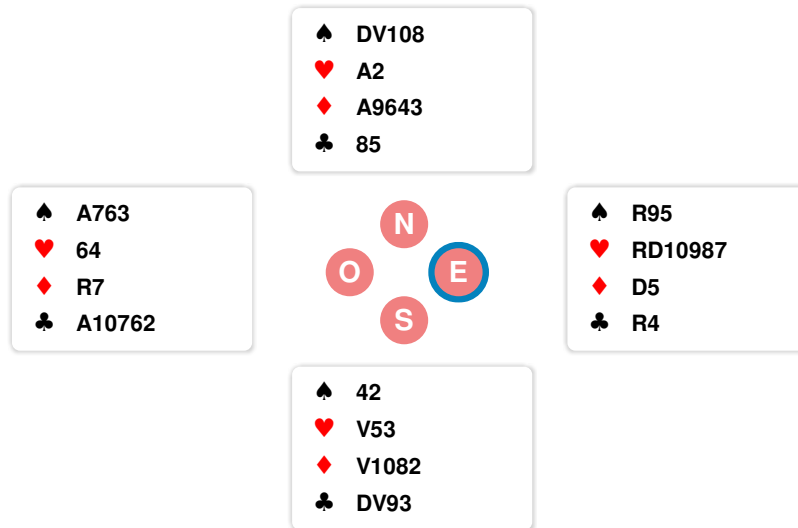 ♠ DV108
♥ A2
♦ A9643
♣ 85
♠ A763
♥ 64
♦ R7
♣ A10762
N
O E
S
♠ R95
♥ RD10987
♦ D5
♣ R4
♠ 42
♥ V53
♦ V1082
♣ DV93